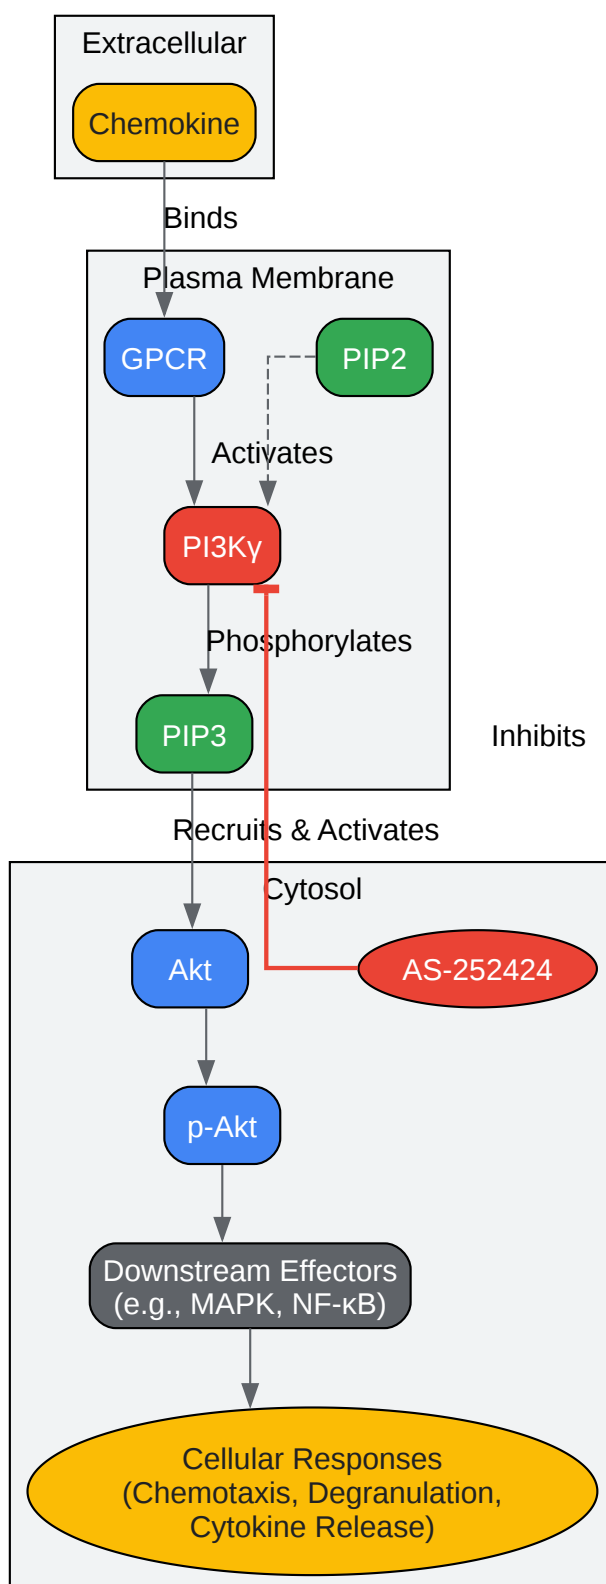 Extracellular
Chemokine
Binds
Plasma Membrane
GPCR
PIP2
Activates
PI3Kγ
Phosphorylates
PIP3
Inhibits
Recruits & Activates
Cytosol
Akt
AS-252424
p-Akt
Downstream Effectors
(e.g., MAPK, NF-κB)
Cellular Responses
(Chemotaxis, Degranulation,
Cytokine Release)